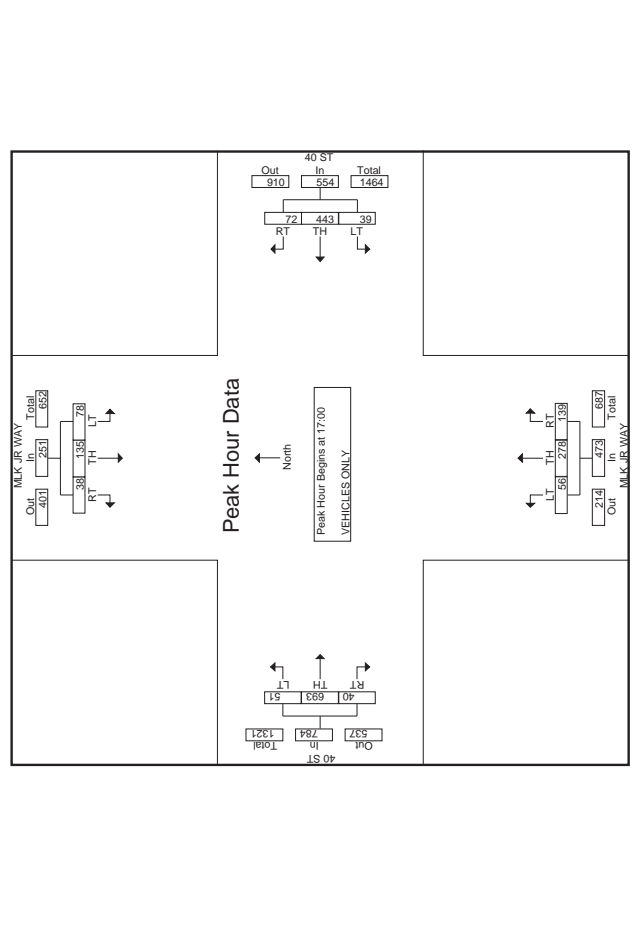 40 ST
Out In Total
910 554 1464
72 443 39
RT TH LT
MLK JR WAY
Out In Total
401 251 652
38 135 78
RT TH LT
Peak Hour Data
North
Peak Hour Begins at 17:00
VEHICLES ONLY
LT TH RT
56 278 139
214 473 687
Out In Total
MLK JR WAY
LT TH RT
51 693 40
1321 784 537
Total In Out
40 ST